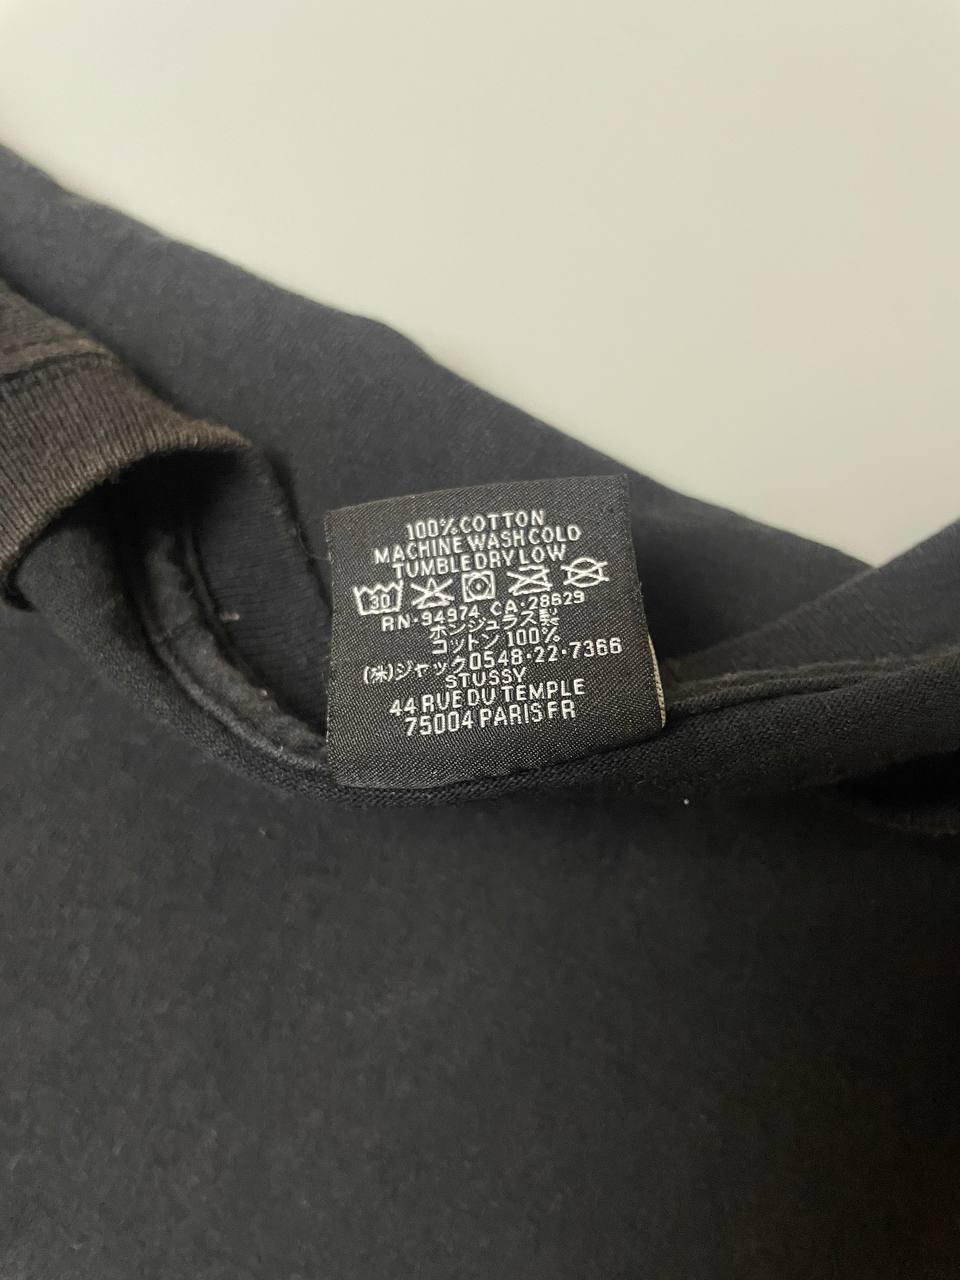 100% COTTON
MACHINE WASH COLD
TUMBLE DRY LOW
30
RN·94974 CA·28629
ホンジュラス製
コットン 100%
(株)ジャック0548·22·7366
STUSSY
44 RUE DU TEMPLE
75004 PARIS FR